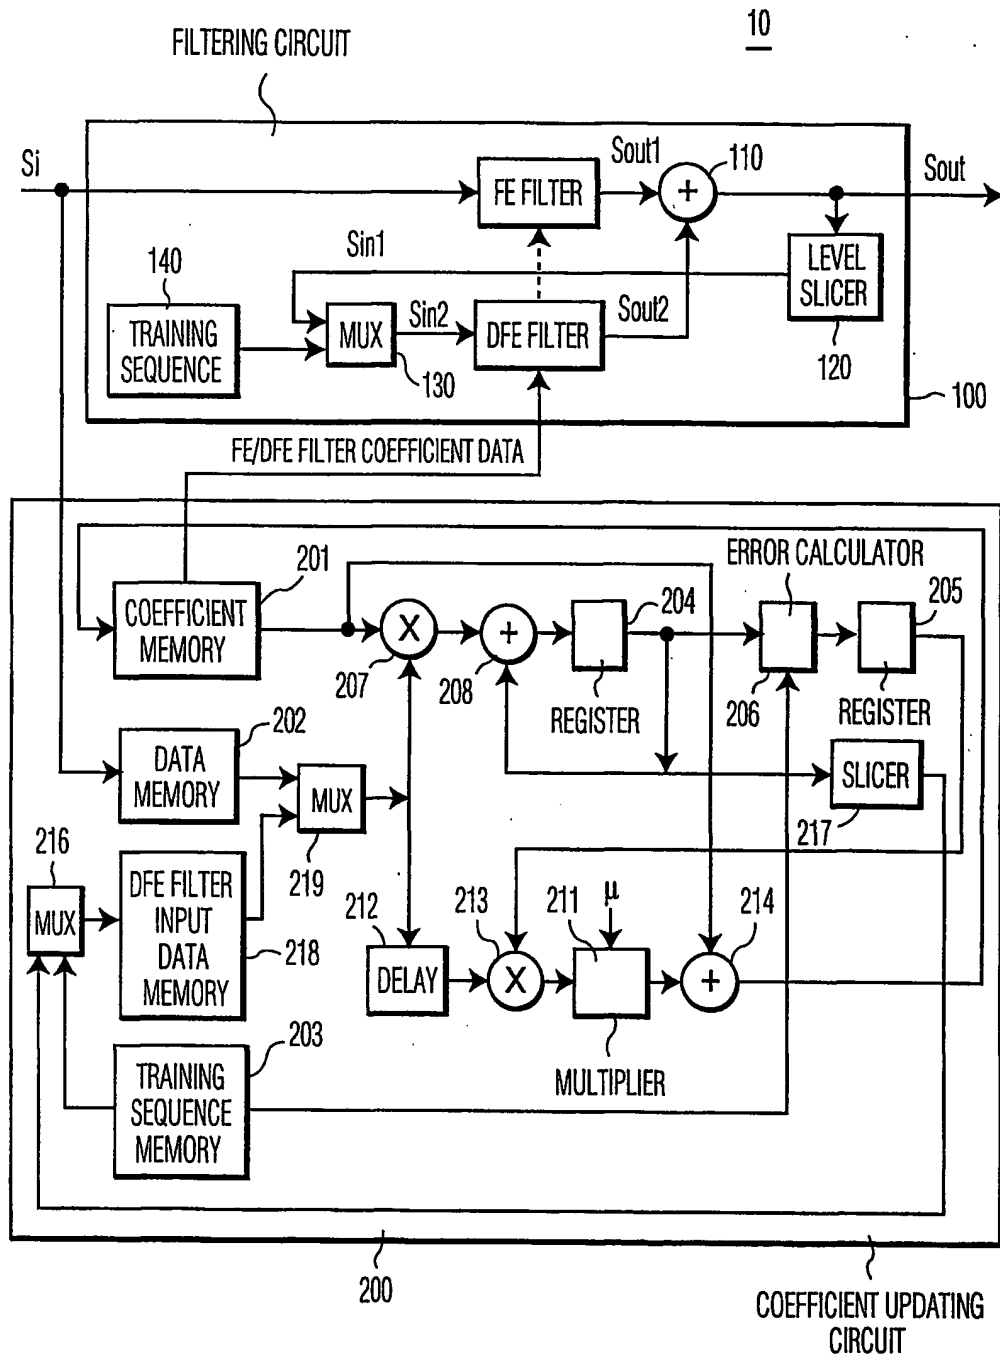 10
FILTERING CIRCUIT
Si
Sout1
110
Sout
FE FILTER
+
Sin1
LEVEL
SLICER
140
TRAINING
SEQUENCE
MUX
Sin2
130
DFE FILTER
Sout2
120
100
FE/DFE FILTER COEFFICIENT DATA
ERROR CALCULATOR
201
COEFFICIENT
MEMORY
X
207
+
208
204
REGISTER
206
205
REGISTER
202
DATA
MEMORY
MUX
219
SLICER
217
216
MUX
DFE FILTER
INPUT
DATA
MEMORY
218
212
DELAY
213
X
211
μ
MULTIPLIER
214
+
203
TRAINING
SEQUENCE
MEMORY
200
COEFFICIENT UPDATING
CIRCUIT